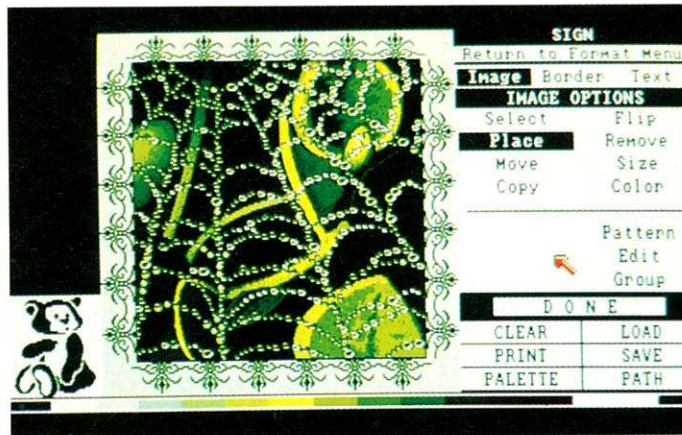 SIGN
Return to Format Menu
Image Border Text
IMAGE OPTIONS
Select Flip
Place Remove
Move Size
Copy Color
Pattern
Edit
Group
DONE
CLEAR LOAD
PRINT SAVE
PALETTE PATH